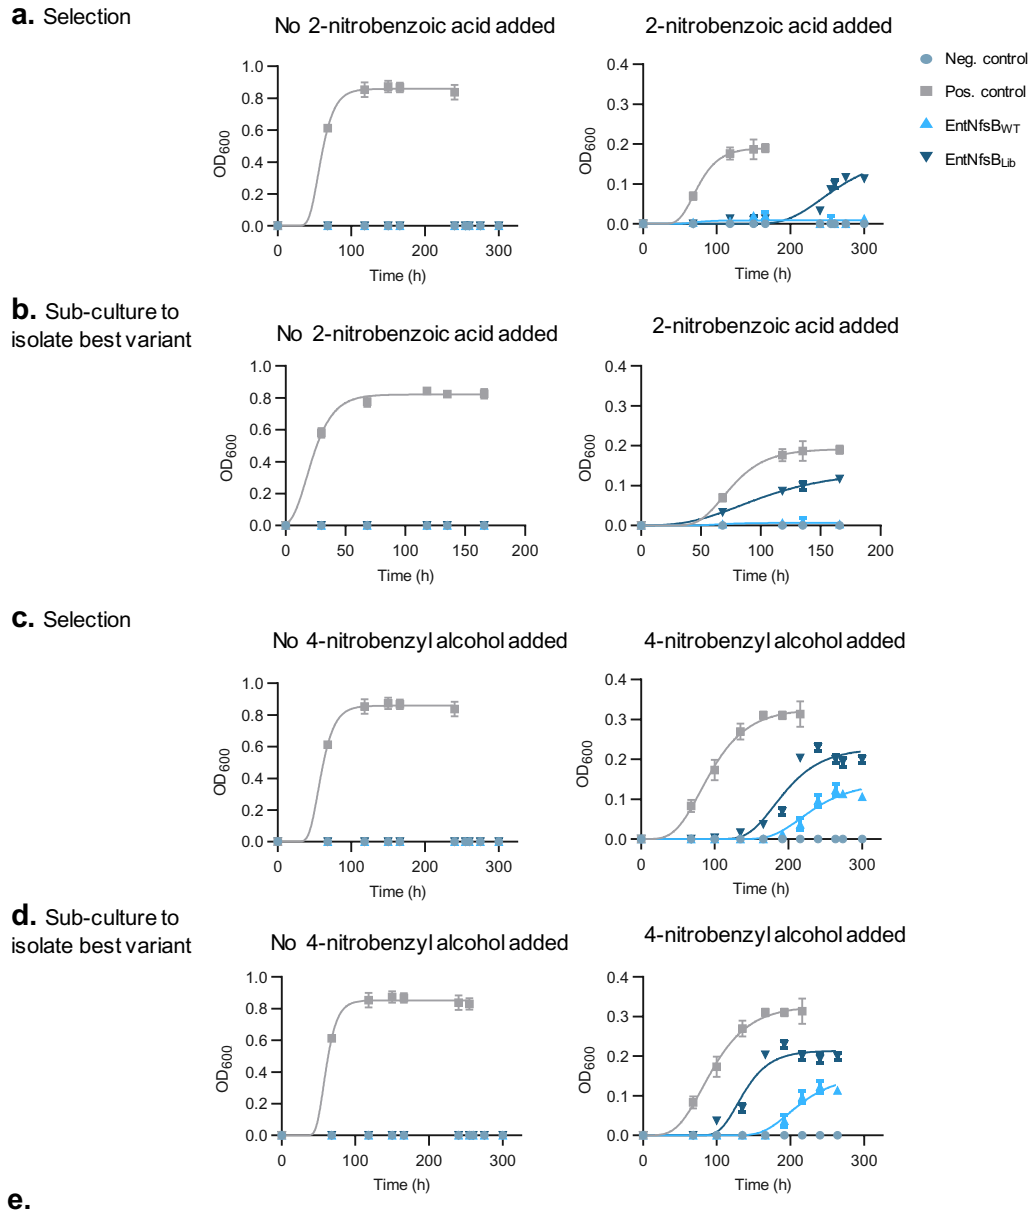 a. Selection
No 2-nitrobenzoic acid added
2-nitrobenzoic acid added
Neg. control
Pos. control
EntNfsBWT
EntNfsBLib
OD600
1.0
0.8
0.6
0.4
0.2
0.0
0 100 200 300
Time (h)
OD600
0.4
0.3
0.2
0.1
0.0
0 100 200 300
Time (h)
b. Sub-culture to
isolate best variant
No 2-nitrobenzoic acid added
2-nitrobenzoic acid added
OD600
1.0
0.8
0.6
0.4
0.2
0.0
0 50 100 150 200
Time (h)
OD600
0.4
0.3
0.2
0.1
0.0
0 50 100 150 200
Time (h)
c. Selection
No 4-nitrobenzyl alcohol added
4-nitrobenzyl alcohol added
OD600
1.0
0.8
0.6
0.4
0.2
0.0
0 100 200 300
Time (h)
OD600
0.4
0.3
0.2
0.1
0.0
0 100 200 300
Time (h)
d. Sub-culture to
isolate best variant
No 4-nitrobenzyl alcohol added
4-nitrobenzyl alcohol added
OD600
1.0
0.8
0.6
0.4
0.2
0.0
0 100 200 300
Time (h)
OD600
0.4
0.3
0.2
0.1
0.0
0 100 200 300
Time (h)
e.